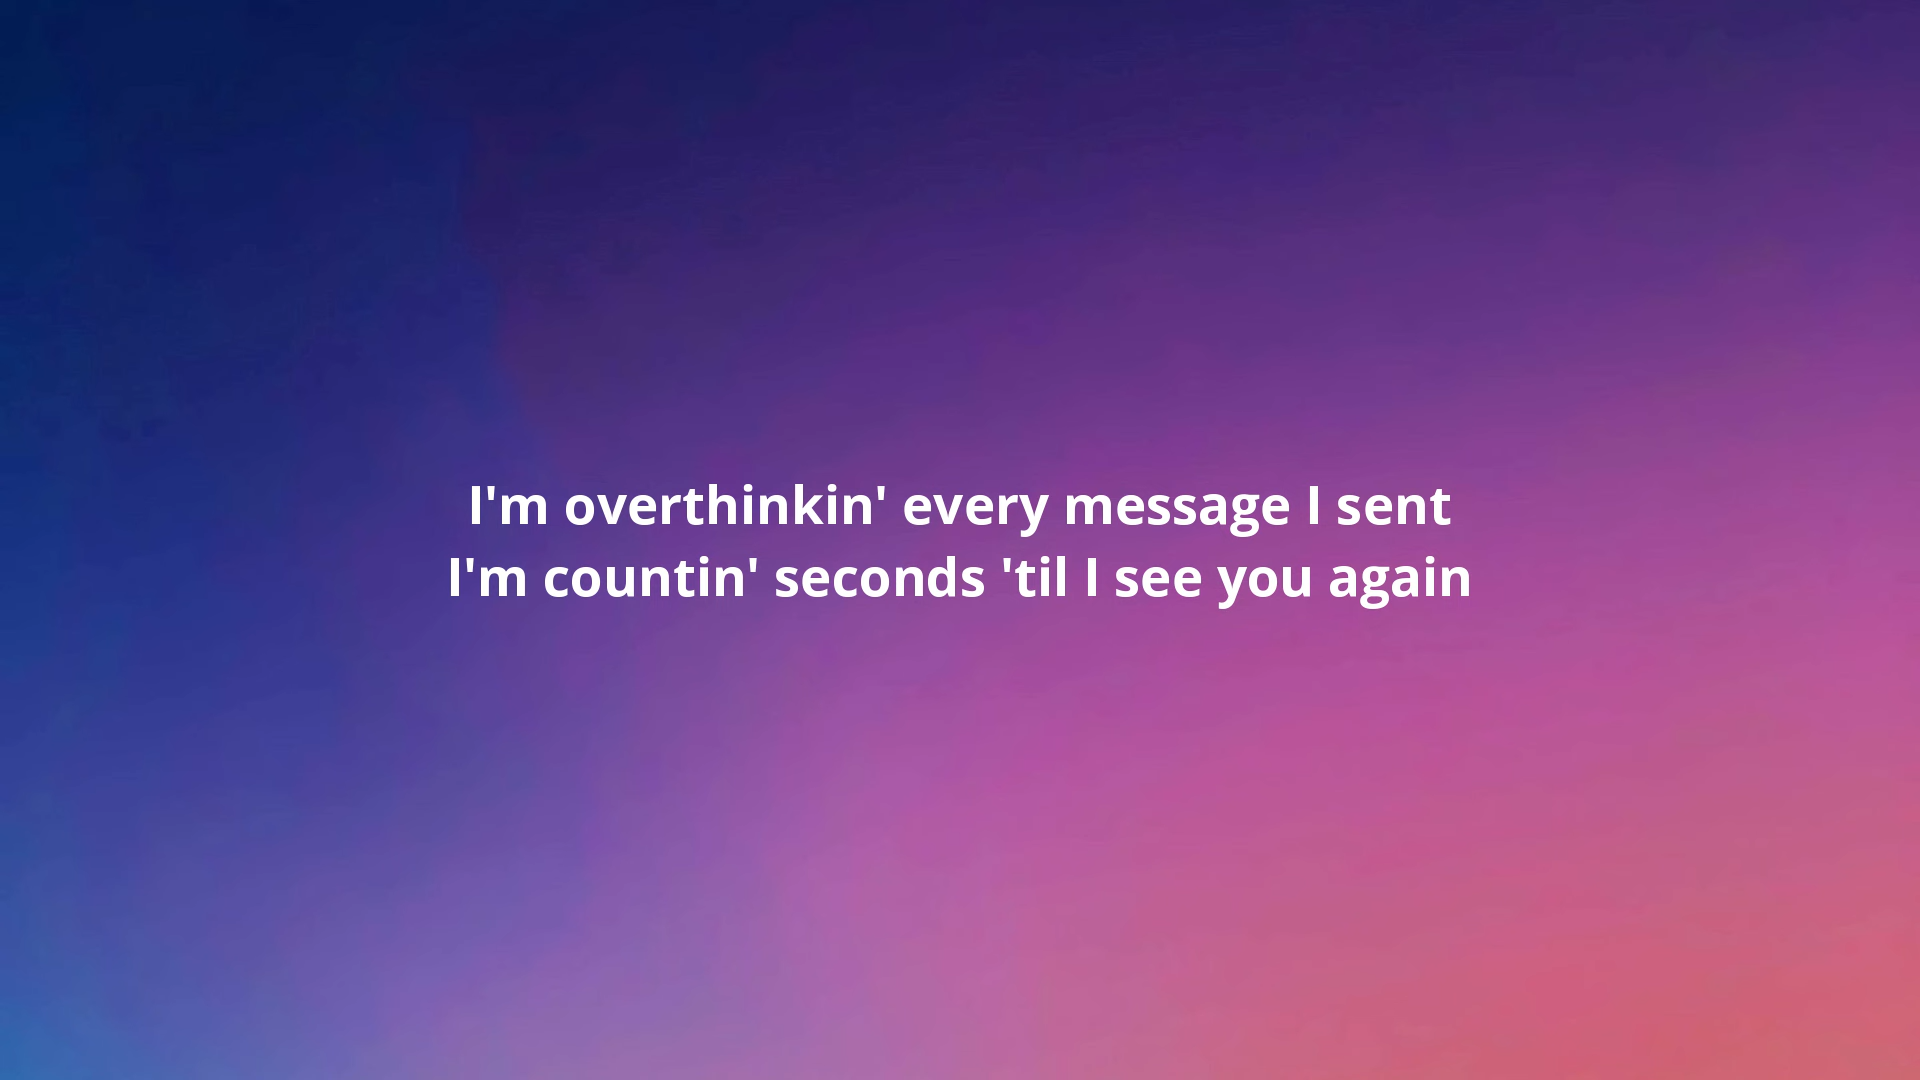 I'm overthinkin' every message I sent
I'm countin' seconds 'til I see you again